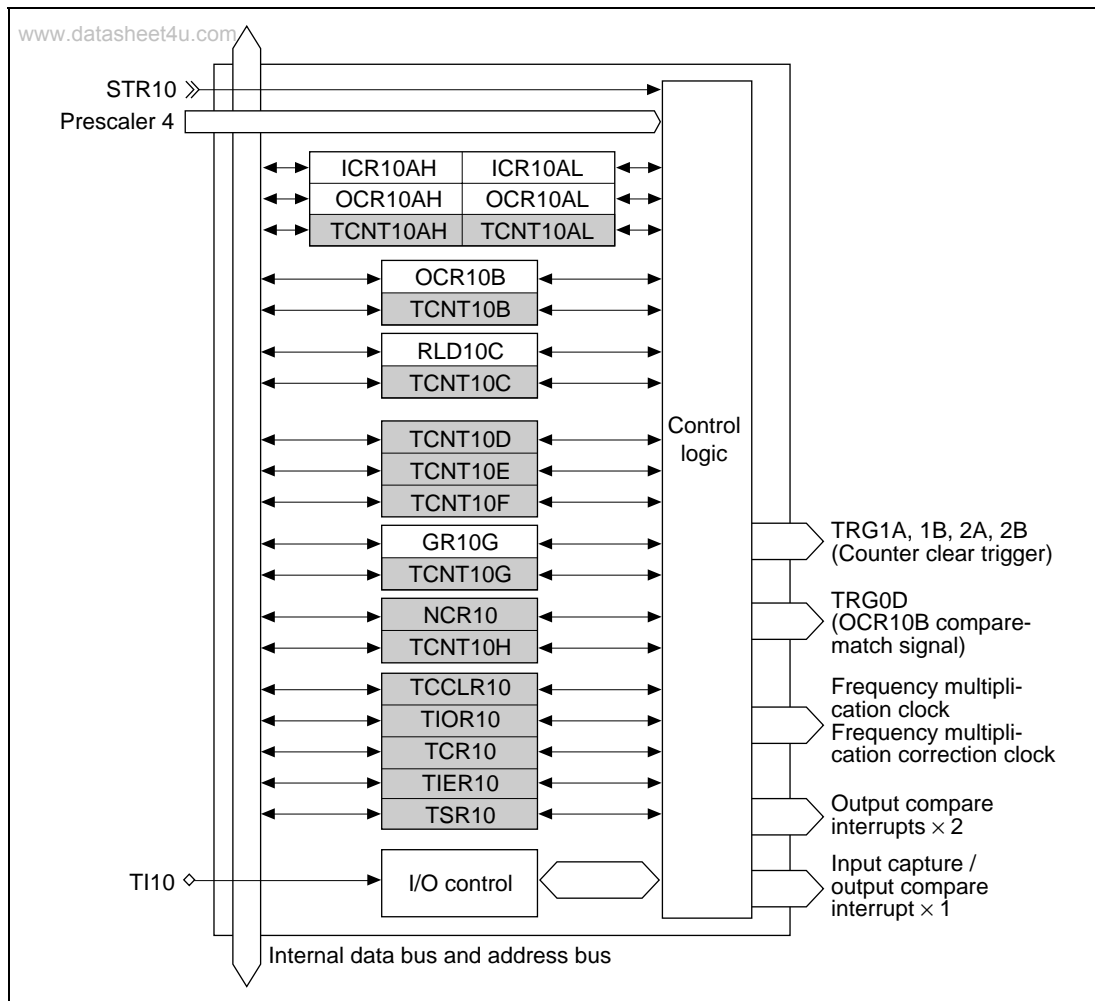 www.datasheet4u.com
STR10
Prescaler 4
ICR10AH ICR10AL
OCR10AH OCR10AL
TCNT10AH TCNT10AL
OCR10B
TCNT10B
RLD10C
TCNT10C
TCNT10D
TCNT10E
TCNT10F
GR10G
TCNT10G
NCR10
TCNT10H
TCCLR10
TIOR10
TCR10
TIER10
TSR10
TI10
I/O control
Control
logic
TRG1A, 1B, 2A, 2B
(Counter clear trigger)
TRG0D
(OCR10B compare-
match signal)
Frequency multipli-
cation clock
Frequency multipli-
cation correction clock
Output compare
interrupts × 2
Input capture /
output compare
interrupt × 1
Internal data bus and address bus